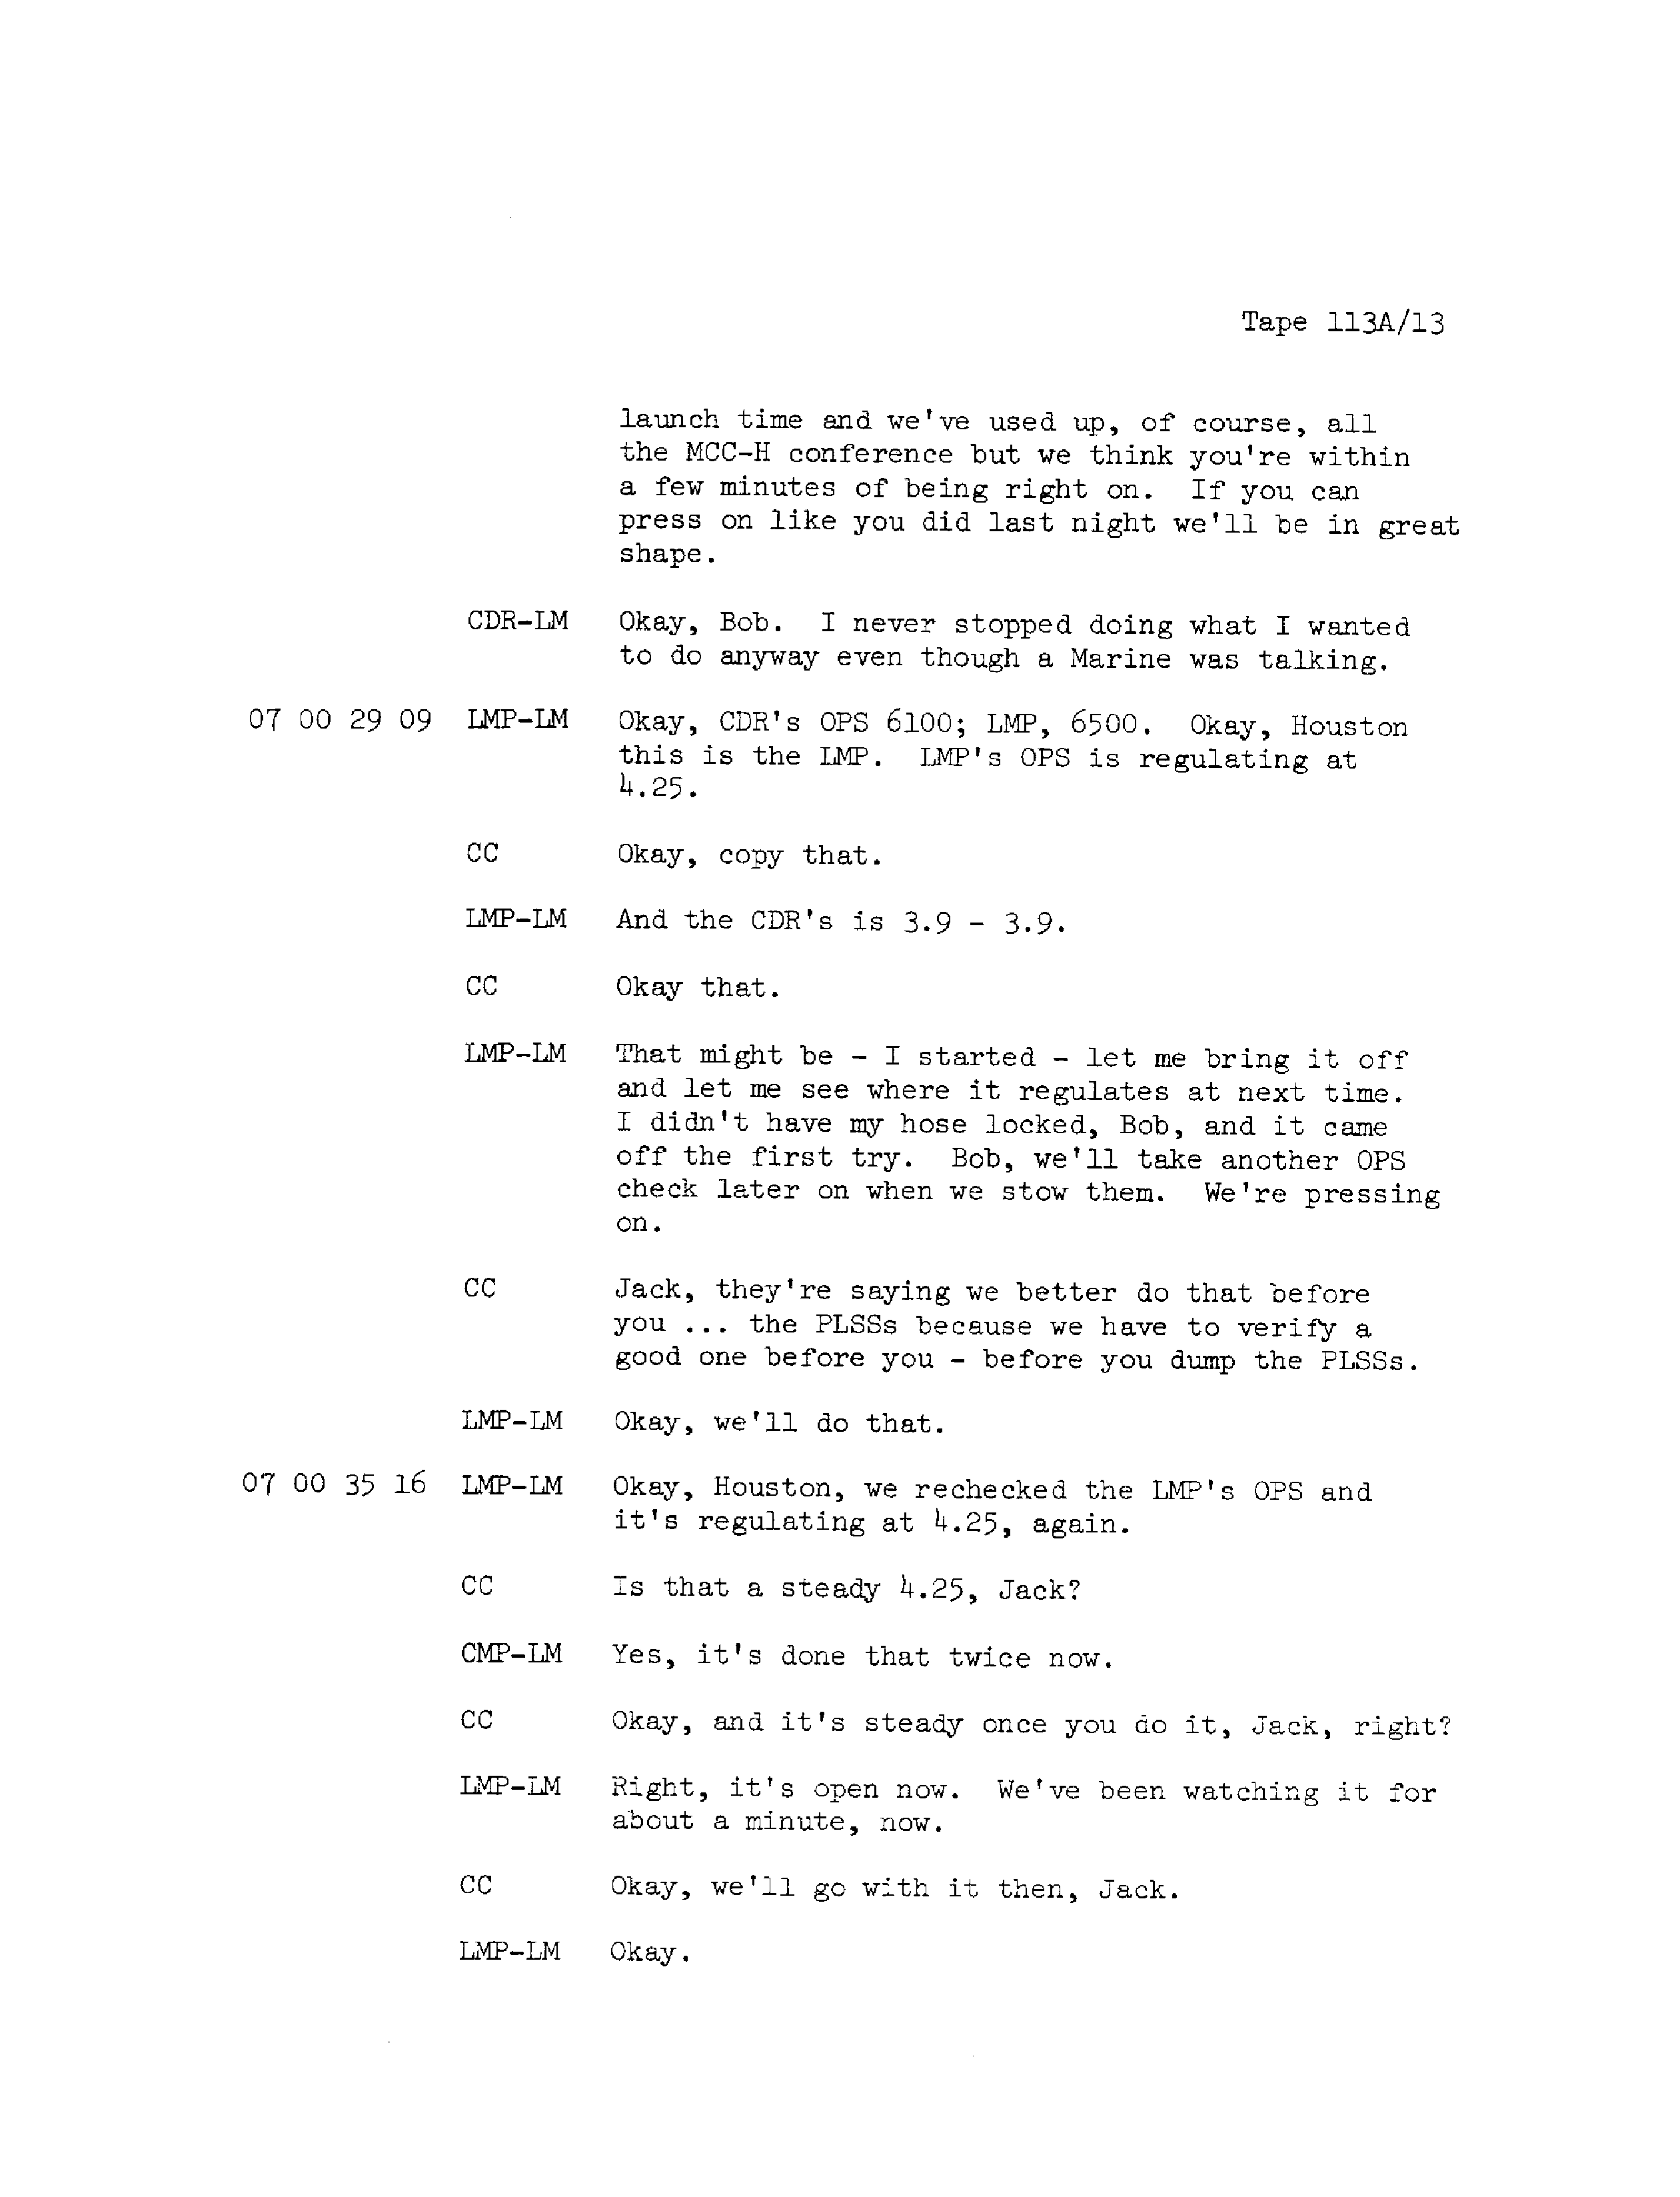 Tape 113A/13
launch time and we've used up, of course, all
the MCC-H conference but we think you're within
a few minutes of being right on. If you can
press on like you did last night we'll be in great
shape.
CDR-LM Okay, Bob. I never stopped doing what I wanted
to do anyway even though a Marine was talking.
07 00 29 09 LMP-LM Okay, CDR's OPS 6100; LMP, 6500. Okay, Houston
this is the LMP. LMP's OPS is regulating at
4.25.
CC Okay, copy that.
LMP-LM And the CDR's is 3.9 - 3.9.
CC Okay that.
LMP-LM That might be - I started - let me bring it off
and let me see where it regulates at next time.
I didn't have my hose locked, Bob, and it came
off the first try. Bob, we'll take another OPS
check later on when we stow them. We're pressing
on.
CC Jack, they're saying we better do that before
you ... the PLSSs because we have to verify a
good one before you - before you dump the PLSSs.
LMP-LM Okay, we'll do that.
07 00 35 16 LMP-LM Okay, Houston, we rechecked the LMP's OPS and
it's regulating at 4.25, again.
CC Is that a steady 4.25, Jack?
CMP-LM Yes, it's done that twice now.
CC Okay, and it's steady once you do it, Jack, right?
LMP-LM Right, it's open now. We've been watching it for
about a minute, now.
CC Okay, we'll go with it then, Jack.
LMP-LM Okay.